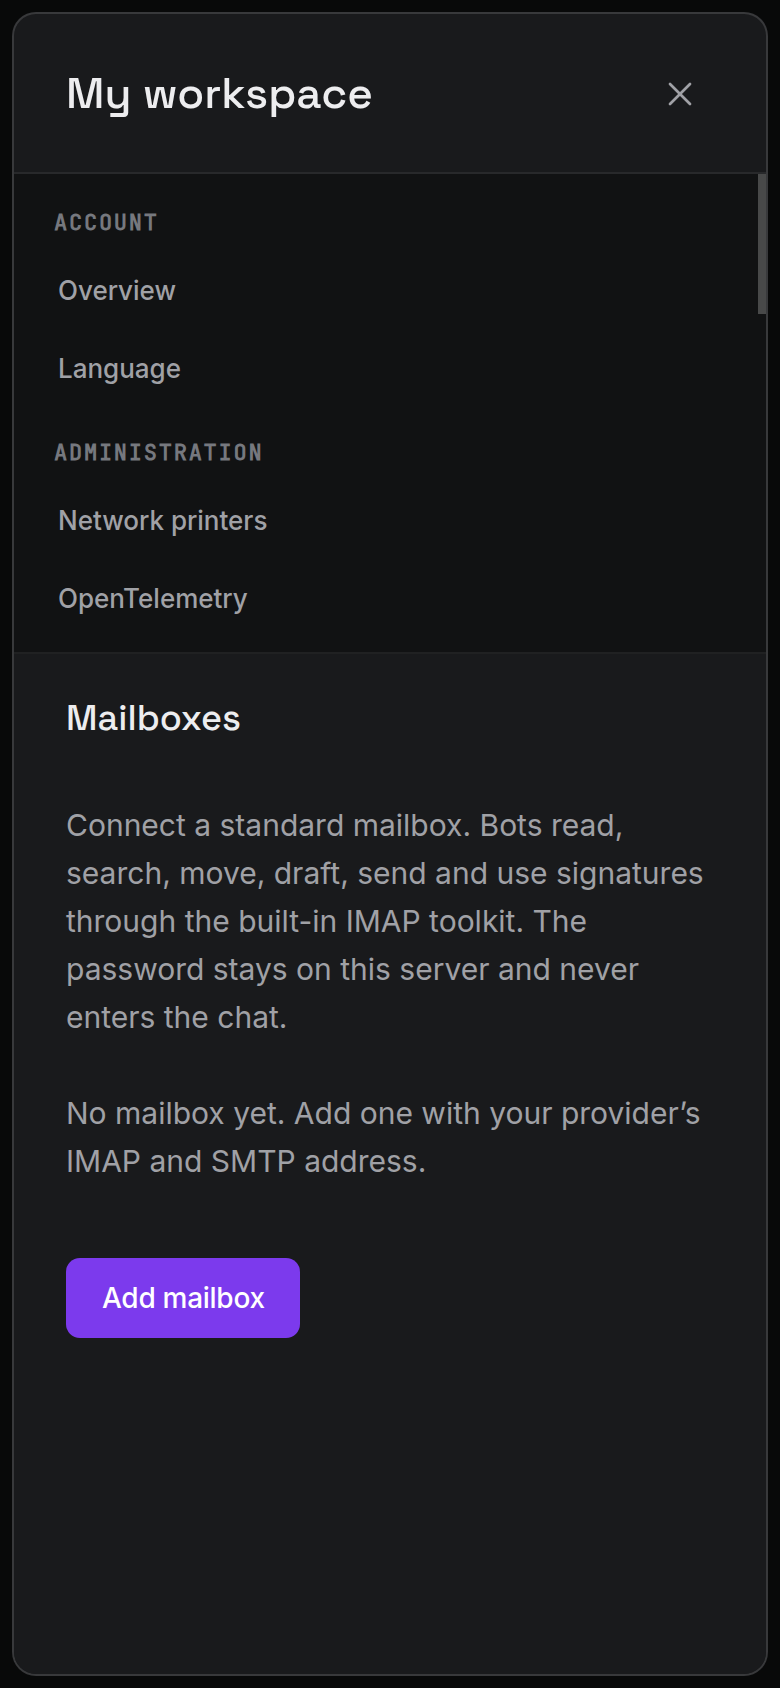 My workspace
ACCOUNT
Overview
Language
ADMINISTRATION
Network printers
OpenTelemetry
Mailboxes
Connect a standard mailbox. Bots read,
search, move, draft, send and use signatures
through the built-in IMAP toolkit. The
password stays on this server and never
enters the chat.
No mailbox yet. Add one with your provider’s
IMAP and SMTP address.
Add mailbox